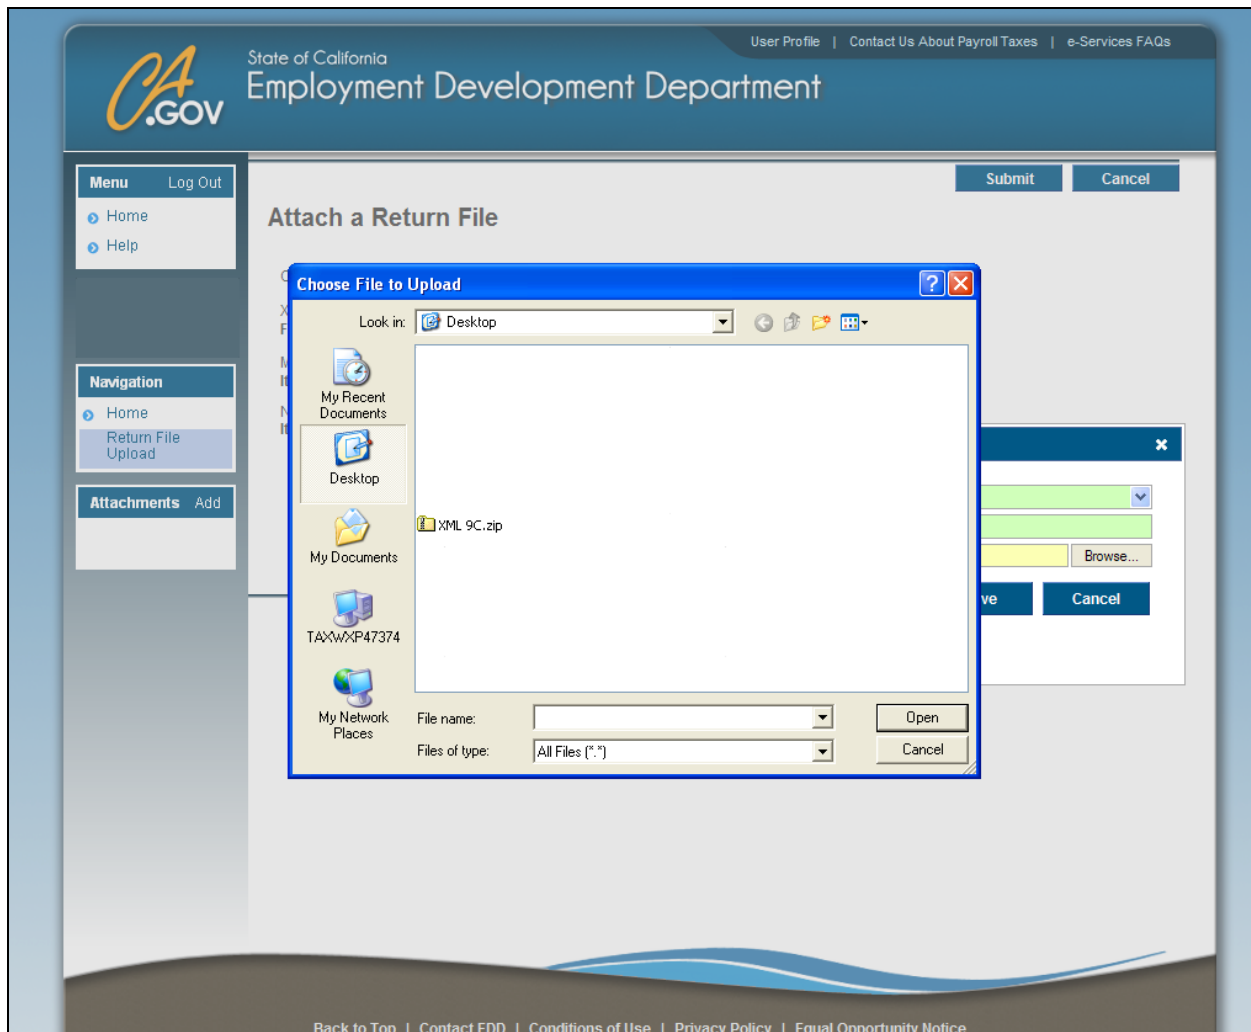 User Profile | Contact Us About Payroll Taxes | e-Services FAQs
CA
.GOV
State of California
Employment Development Department
Menu Log Out
Home
Help
Submit Cancel
Attach a Return File
Choose File to Upload
Look in: Desktop
My Recent
Documents
Desktop
My Documents
TAXWXP47374
My Network
Places
XML 9C.zip
File name:
Open
Files of type: All Files (*.*)
Cancel
Navigation
Home
Return File
Upload
Attachments Add
Browse...
ve Cancel
Back to Top | Contact EDD | Conditions of Use | Privacy Policy | Equal Opportunity Notice